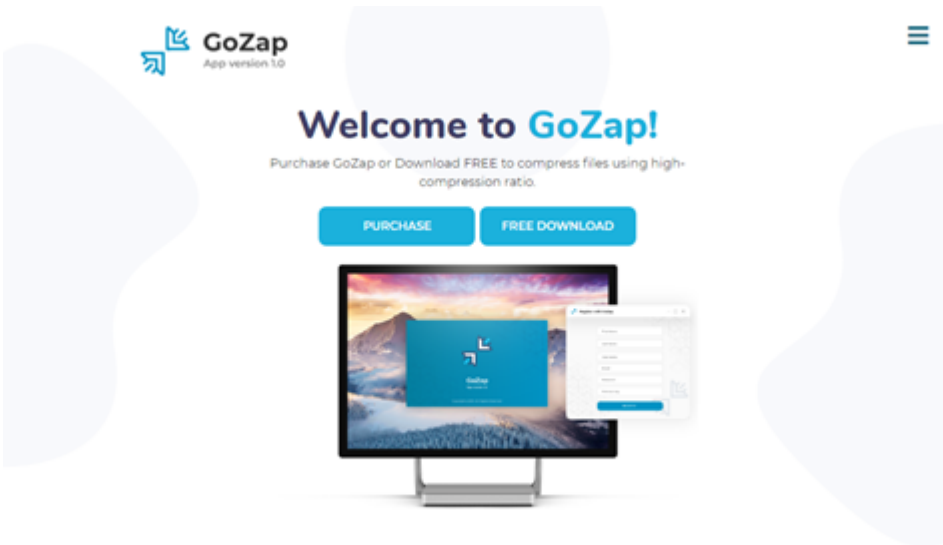 GoZap
App version 1.0
Welcome to GoZap!
Purchase GoZap or Download FREE to compress files using high-
compression ratio.
PURCHASE
FREE DOWNLOAD
GoZap